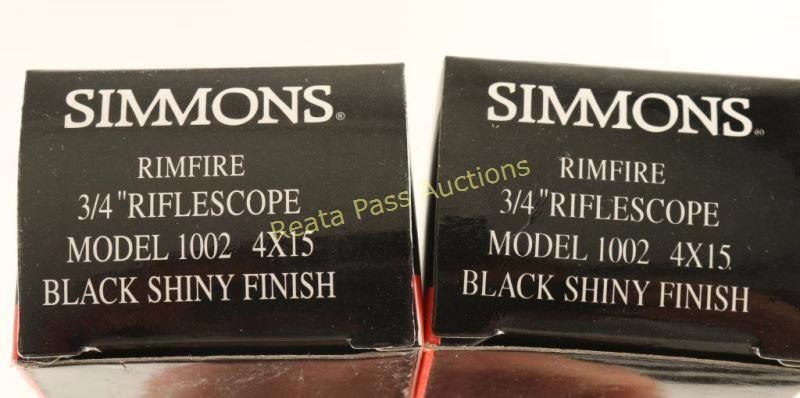 SIMMONS®
RIMFIRE
3/4"RIFLESCOPE
MODEL 1002 4X15
BLACK SHINY FINISH
SIMMONS®
RIMFIRE
3/4"RIFLESCOPE
MODEL 1002 4X15
BLACK SHINY FINISH
Reata Pass Auctions